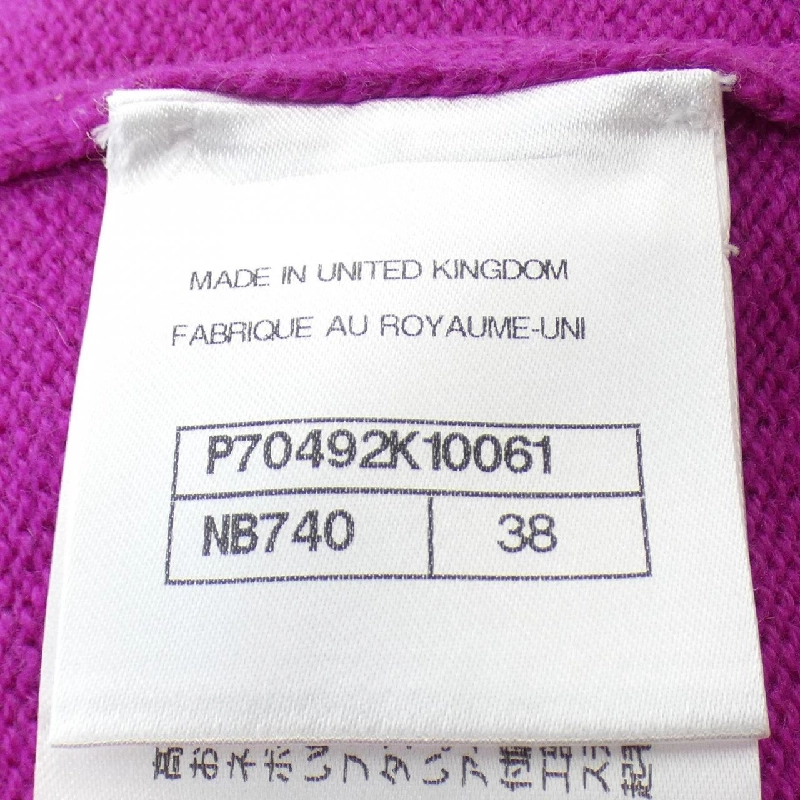 MADE IN UNITED KINGDOM
FABRIQUE AU ROYAUME-UNI
P70492K10061
NB740 38